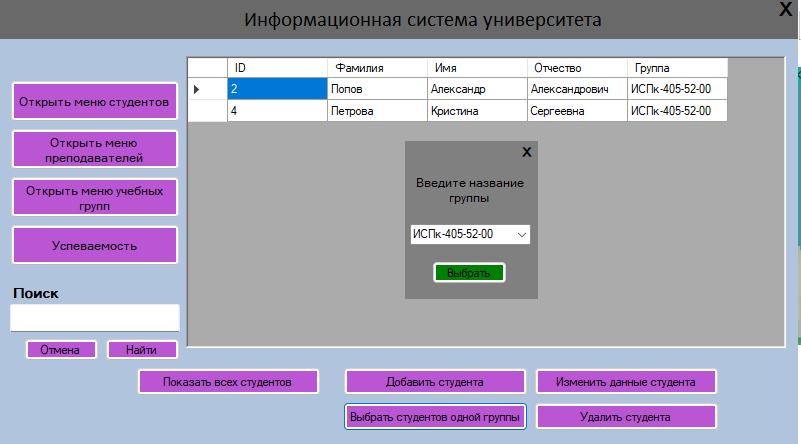 Информационная система университета
X
ID Фамилия Имя Отчество Группа
2 Попов Александр Александрович ИСПк-405-52-00
4 Петрова Кристина Сергеевна ИСПк-405-52-00
Открыть меню студентов
Открыть меню
преподавателей
Открыть меню учебных
групп
Успеваемость
Поиск
Отмена
Найти
X
Введите название
группы
ИСПк-405-52-00
Выбрать
Показать всех студентов
Добавить студента
Изменить данные студента
Выбрать студентов одной группы
Удалить студента